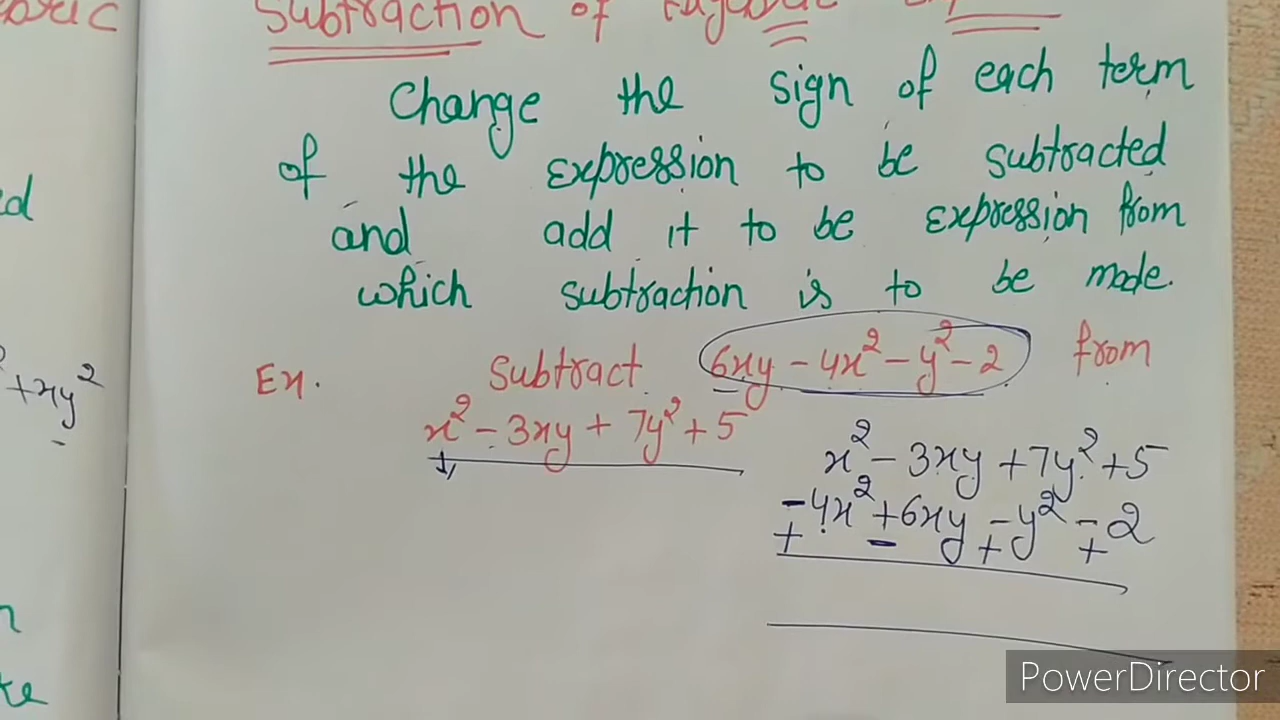 Subtraction of
Change the sign of each term
of the expression to be subtracted
and add it to be expression from
which subtraction is to be made.
Ex. Subtract 6xy - 4x² - y² - 2 from
x² - 3xy + 7y² + 5
x² - 3xy + 7y² + 5
- 4x² + 6xy - y² - 2
+ - + +
+xy²
PowerDirector